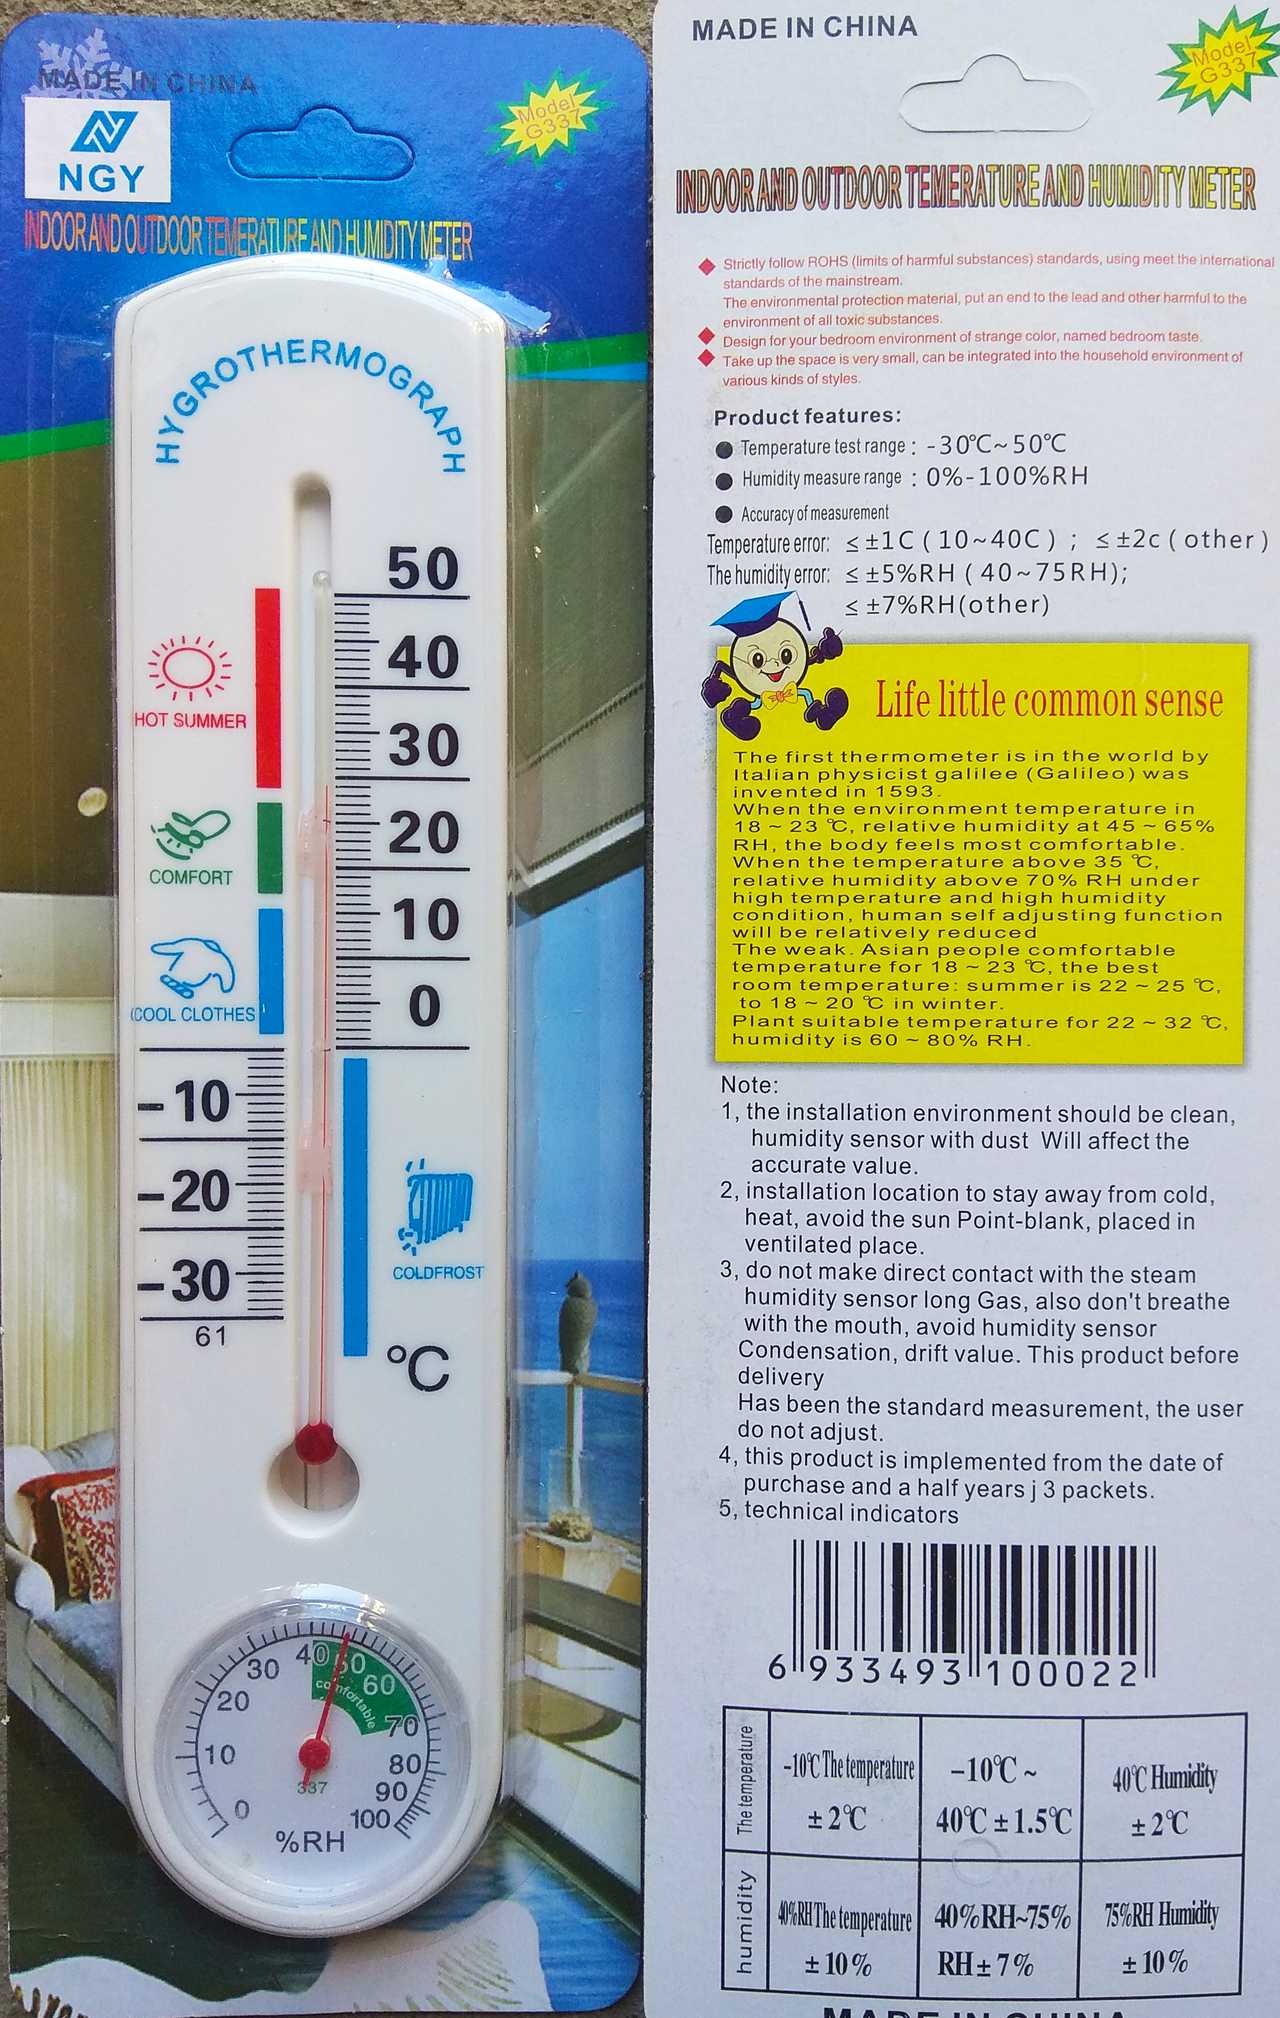 MADE IN CHINA
NGY
Model
G337
INDOOR AND OUTDOOR TEMERATURE AND HUMIDITY METER
HYGROTHERMOGRAPH
50
40
HOT SUMMER
30
20
COMFORT
10
0
COOL CLOTHES
-10
-20
-30
61
COLDFROST
°C
0
10
20
30
40
50
60
70
80
90
100
comfortable
337
%RH
MADE IN CHINA
Model
G337
INDOOR AND OUTDOOR TEMERATURE AND HUMIDITY METER
Strictly follow ROHS (limits of harmful substances) standards, using meet the international
standards of the mainstream.
The environmental protection material, put an end to the lead and other harmful to the
environment of all toxic substances.
Design for your bedroom environment of strange color, named bedroom taste.
Take up the space is very small, can be integrated into the household environment of
various kinds of styles.
Product features:
● Temperature test range : -30℃~50℃
● Humidity measure range : 0%-100%RH
● Accuracy of measurement
Temperature error: ≤±1C ( 10~40C ) ; ≤±2c ( other )
The humidity error: ≤±5%RH ( 40~75RH);
≤±7%RH(other)
Life little common sense
The first thermometer is in the world by
Italian physicist galilee (Galileo) was
invented in 1593.
When the environment temperature in
18 ~ 23 ℃, relative humidity at 45 ~ 65%
RH, the body feels most comfortable.
When the temperature above 35 ℃,
relative humidity above 70% RH under
high temperature and high humidity
condition, human self adjusting function
will be relatively reduced
The weak. Asian people comfortable
temperature for 18 ~ 23 ℃, the best
room temperature: summer is 22 ~ 25 ℃,
to 18 ~ 20 ℃ in winter.
Plant suitable temperature for 22 ~ 32 ℃,
humidity is 60 ~ 80% RH.
Note:
1, the installation environment should be clean,
humidity sensor with dust Will affect the
accurate value.
2, installation location to stay away from cold,
heat, avoid the sun Point-blank, placed in
ventilated place.
3, do not make direct contact with the steam
humidity sensor long Gas, also don't breathe
with the mouth, avoid humidity sensor
Condensation, drift value. This product before
delivery
Has been the standard measurement, the user
do not adjust.
4, this product is implemented from the date of
purchase and a half years j 3 packets.
5, technical indicators
6 933493 100022
The temperature
-10℃ The temperature
±2℃
-10℃ ~
40℃ ±1.5℃
40℃ Humidity
±2℃
humidity
40%RH The temperature
±10%
40%RH~75%
RH±7%
75%RH Humidity
±10%
MADE IN CHINA